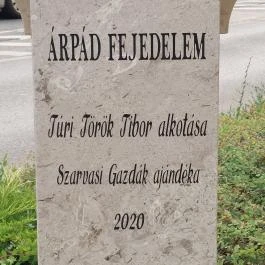 ÁRPÁD FEJEDELEM
Túri Török Tibor alkotása
Szarvasi Gazdák ajándéka
2020